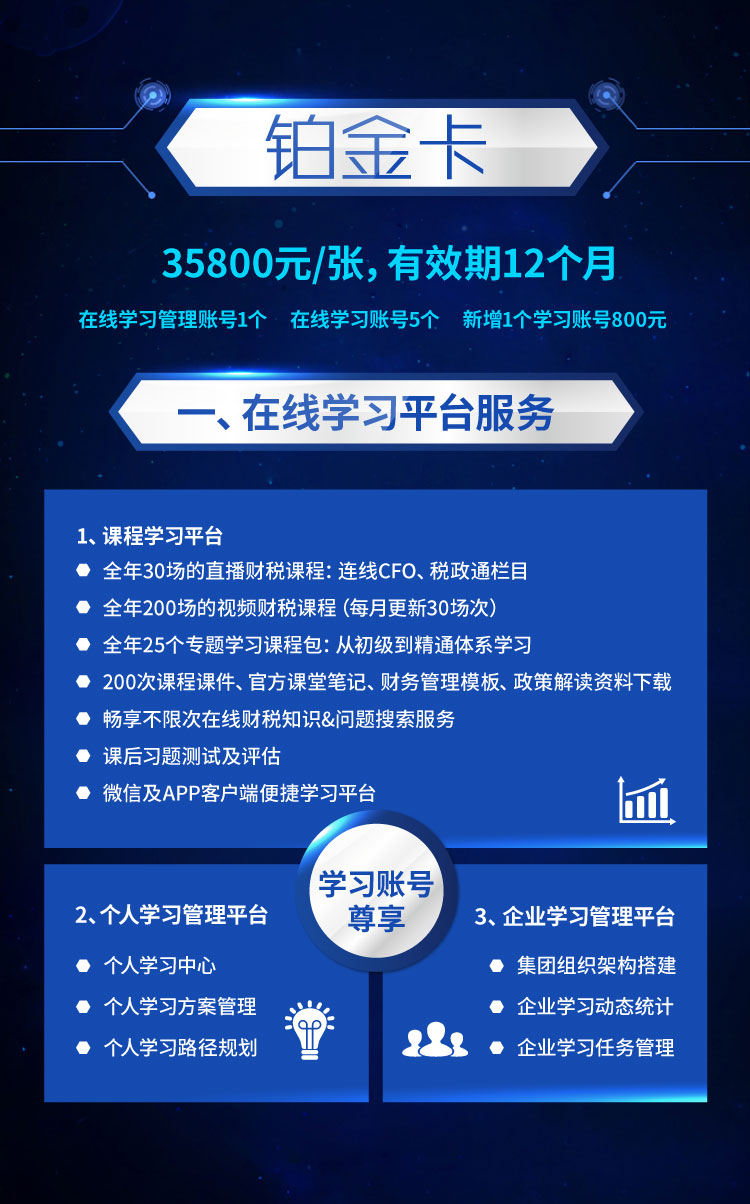 铂金卡
35800元/张，有效期12个月
在线学习管理账号1个 在线学习账号5个 新增1个学习账号800元
一、在线学习平台服务
1、课程学习平台
全年30场的直播财税课程：连线CFO、税政通栏目
全年200场的视频财税课程（每月更新30场次）
全年25个专题学习课程包：从初级到精通体系学习
200次课程课件、官方课堂笔记、财务管理模板、政策解读资料下载
畅享不限次在线财税知识&问题搜索服务
课后习题测试及评估
微信及APP客户端便捷学习平台
学习账号
尊享
2、个人学习管理平台
个人学习中心
个人学习方案管理
个人学习路径规划
3、企业学习管理平台
集团组织架构搭建
企业学习动态统计
企业学习任务管理